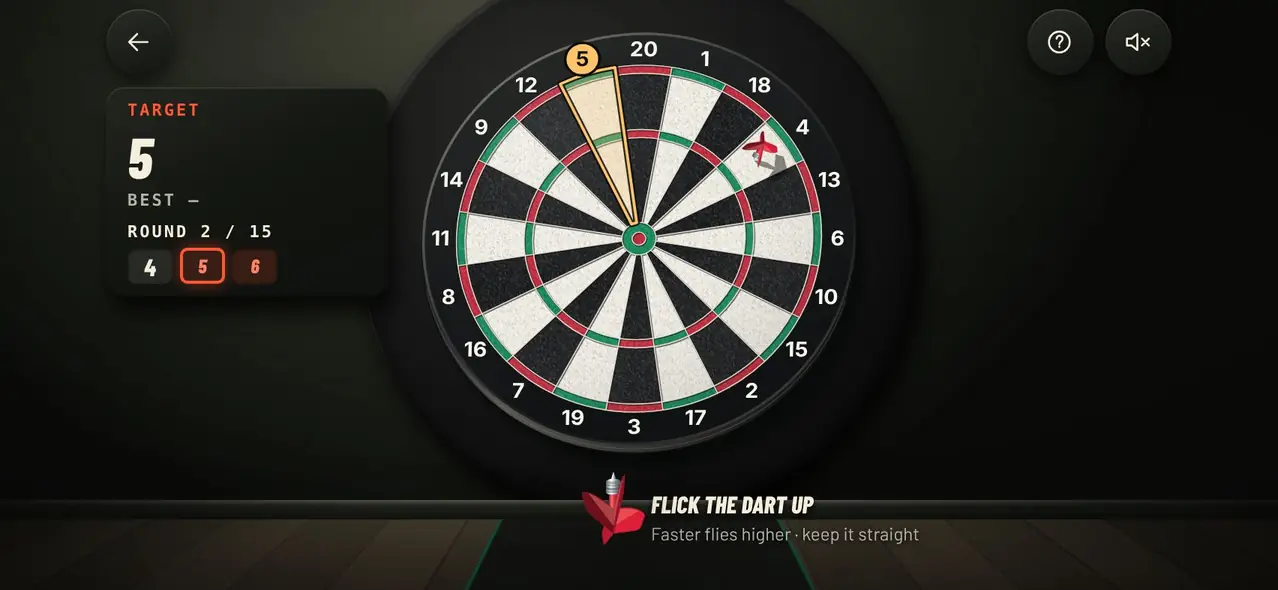 TARGET
5
BEST –
ROUND 2 / 15
4 5 6
5 20 1 18 4 13 6 10 15 2 17 3 19 7 16 8 11 14 9 12
FLICK THE DART UP
Faster flies higher · keep it straight